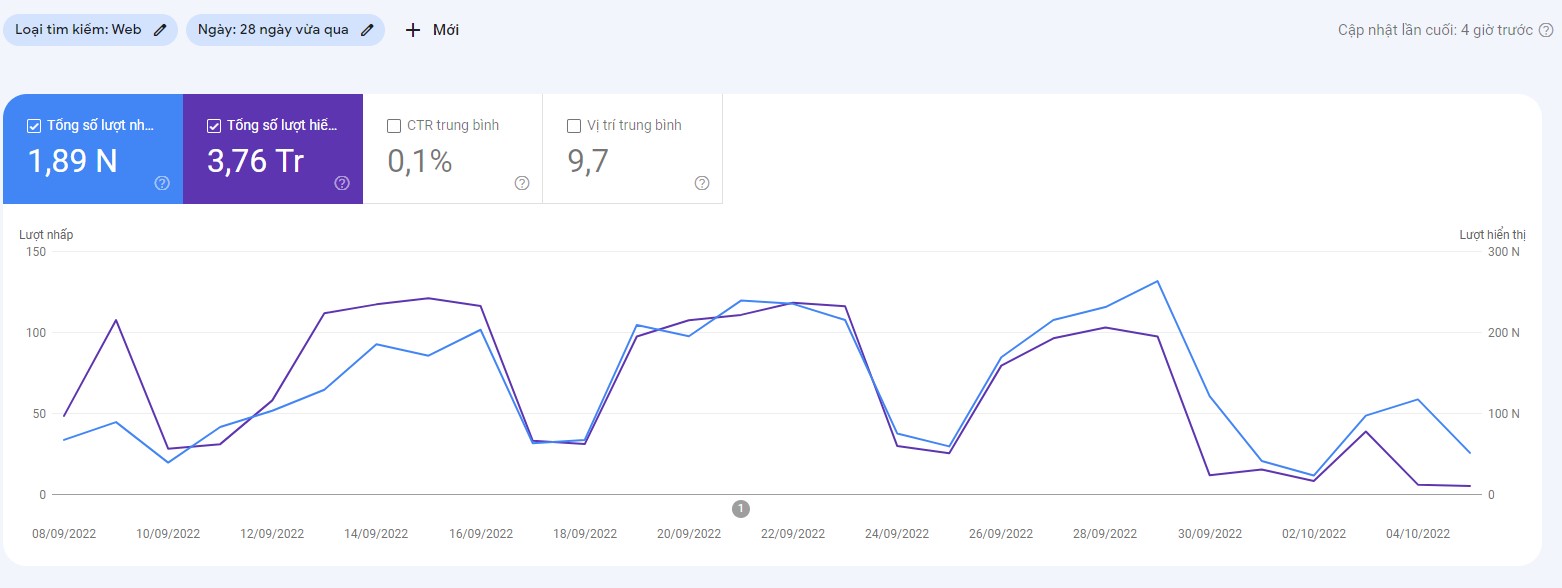 Loại tìm kiếm: Web Ngày: 28 ngày vừa qua + Mới Cập nhật lần cuối: 4 giờ trước
Tổng số lượt nh... Tổng số lượt hiể... CTR trung bình Vị trí trung bình
1,89 N 3,76 Tr 0,1% 9,7
Lượt nhấp Lượt hiển thị
150 300 N
100 200 N
50 100 N
0 0
1
08/09/2022 10/09/2022 12/09/2022 14/09/2022 16/09/2022 18/09/2022 20/09/2022 22/09/2022 24/09/2022 26/09/2022 28/09/2022 30/09/2022 02/10/2022 04/10/2022